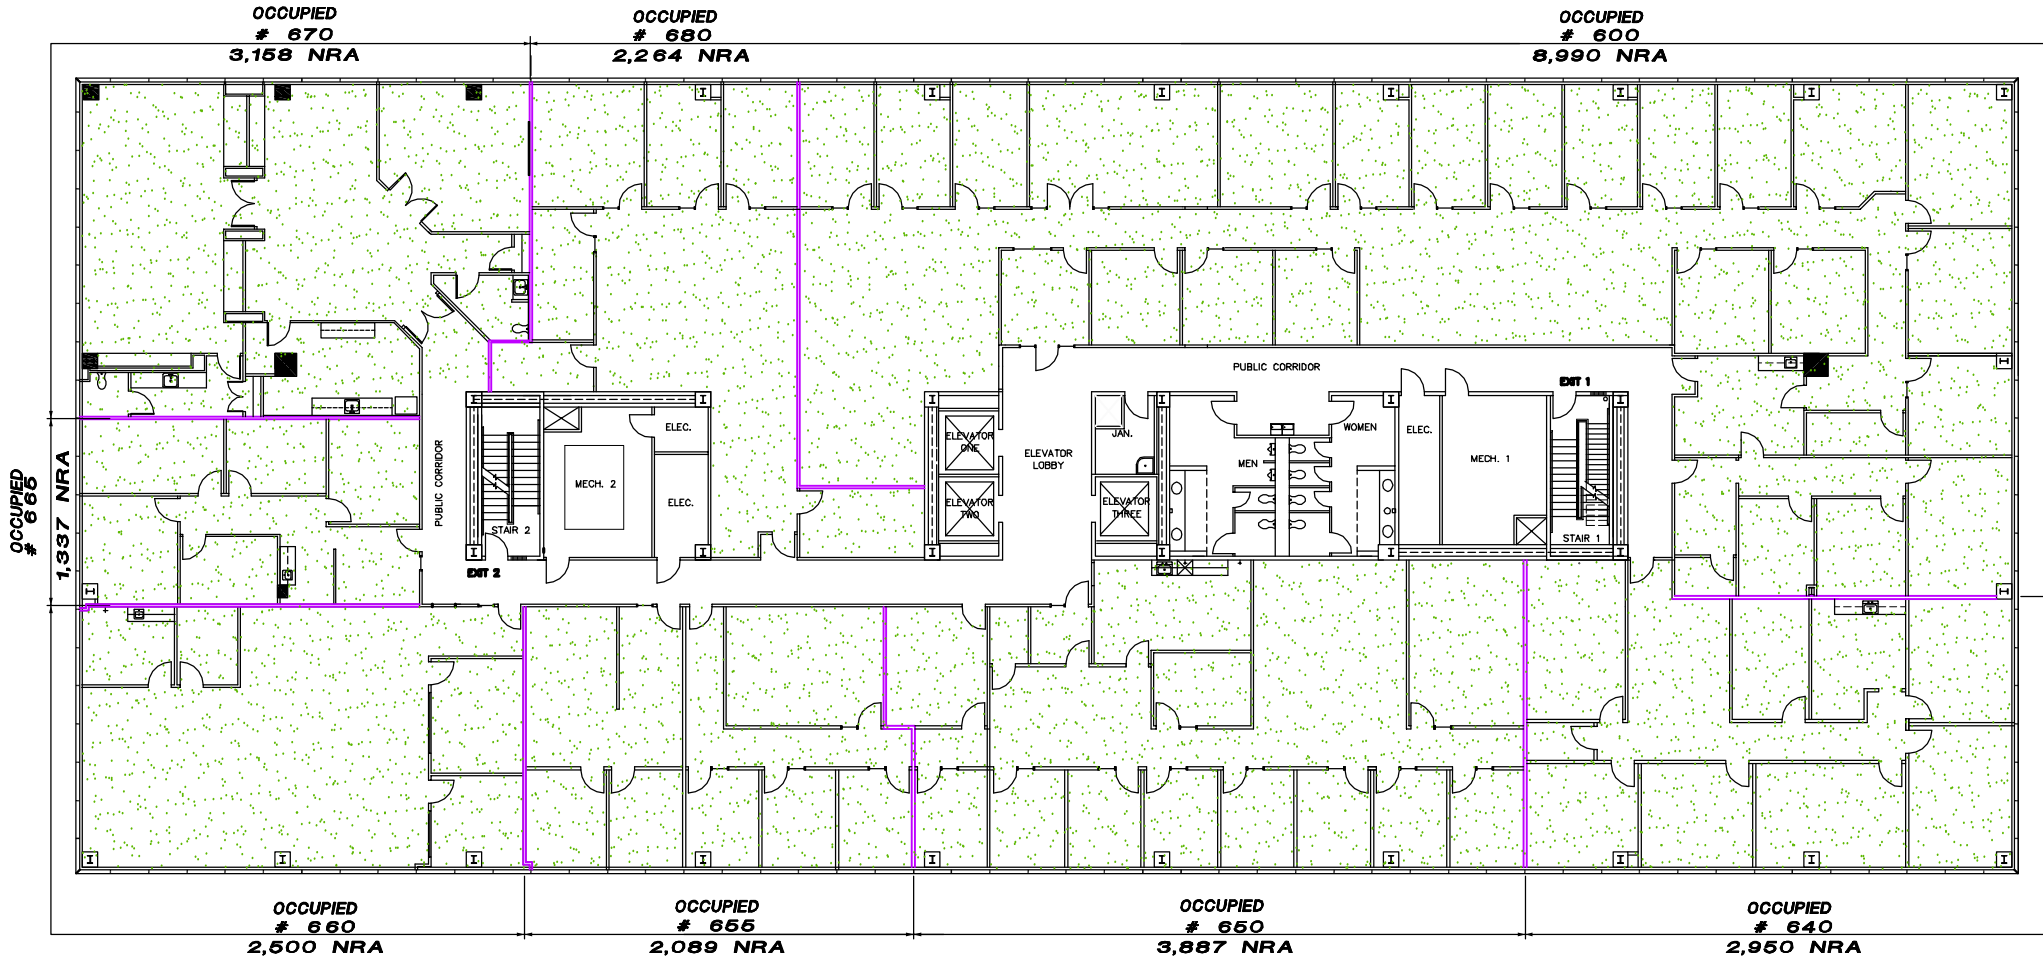 OCCUPIED
# 670
3,158 NRA
OCCUPIED
# 680
2,264 NRA
OCCUPIED
# 600
8,990 NRA
PUBLIC CORRIDOR
EXIT 1
ELEC.
ELEVATOR
ONE
ELEVATOR
LOBBY
JAN.
WOMEN
ELEC.
MEN
MECH. 1
OCCUPIED
# 665
1,337 NRA
PUBLIC CORRIDOR
MECH. 2
ELEC.
ELEVATOR
TWO
ELEVATOR
THREE
STAIR 2
STAIR 1
EXIT 2
OCCUPIED
# 660
2,500 NRA
OCCUPIED
# 655
2,089 NRA
OCCUPIED
# 650
3,887 NRA
OCCUPIED
# 640
2,950 NRA